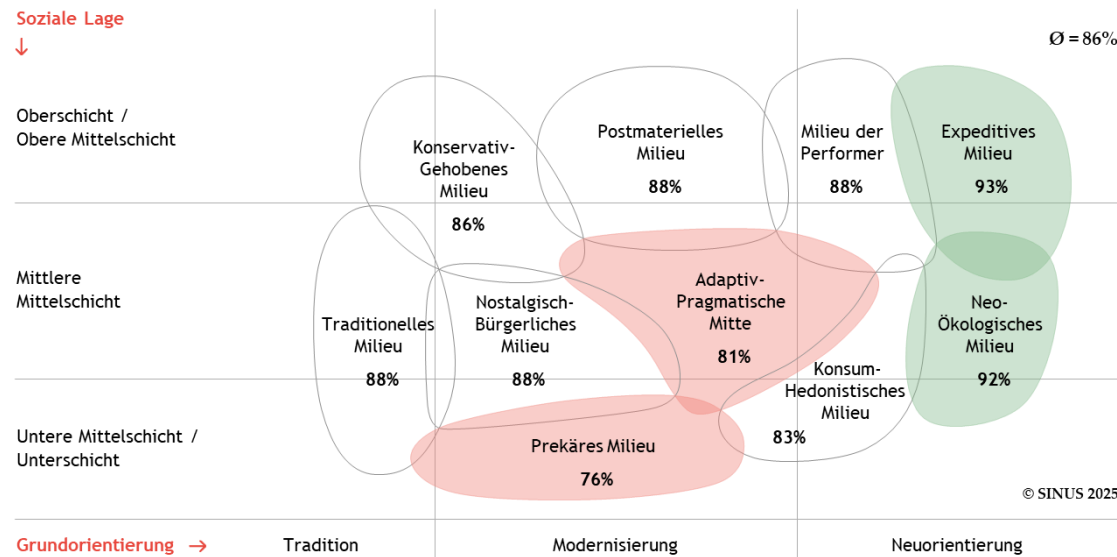 Soziale Lage
↓
Ø = 86%
Oberschicht /
Obere Mittelschicht
Konservativ-
Gehobenes
Milieu
86%
Postmaterielles
Milieu
88%
Milieu der
Performer
88%
Expeditives
Milieu
93%
Mittlere
Mittelschicht
Traditionelles
Milieu
88%
Nostalgisch-
Bürgerliches
Milieu
88%
Adaptiv-
Pragmatische
Mitte
81%
Konsum-
Hedonistisches
Milieu
83%
Neo-
Ökologisches
Milieu
92%
Untere Mittelschicht /
Unterschicht
Prekäres Milieu
76%
© SINUS 2025
Grundorientierung →
Tradition
Modernisierung
Neuorientierung